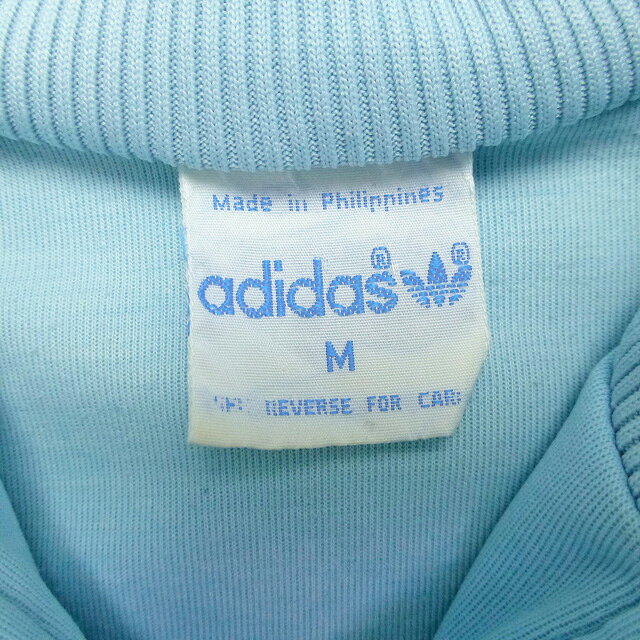 Made in Philippines
adidas®®
M
REVERSE FOR